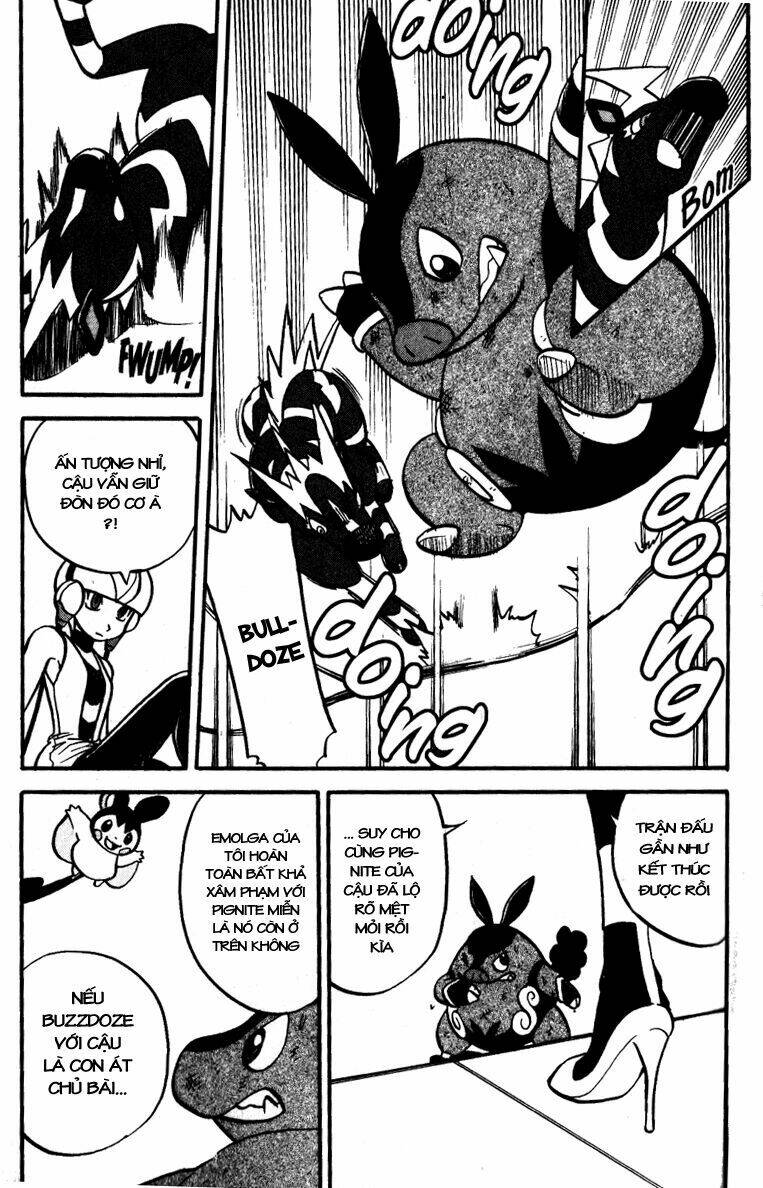 doing
doing
Bom
FWUMP!
BULL-
DOZE
doing
doing
ẤN TƯỢNG NHỈ,
CẬU VẪN GIỮ
ĐÒN ĐÓ CƠ À
?!
TRẬN ĐẤU
GẦN NHƯ
KẾT THÚC
ĐƯỢC RỒI
... SUY CHO
CÙNG PIG-
NITE CỦA
CẬU ĐÃ LỘ
RÕ MỆT
MỎI RỒI
KÌA
EMOLGA CỦA
TÔI HOÀN
TOÀN BẤT KHẢ
XÂM PHẠM VỚI
PIGNITE MIỄN
LÀ NÓ CÒN Ở
TRÊN KHÔNG
NẾU
BUZZDOZE
VỚI CẬU
LÀ CON ÁT
CHỦ BÀI...